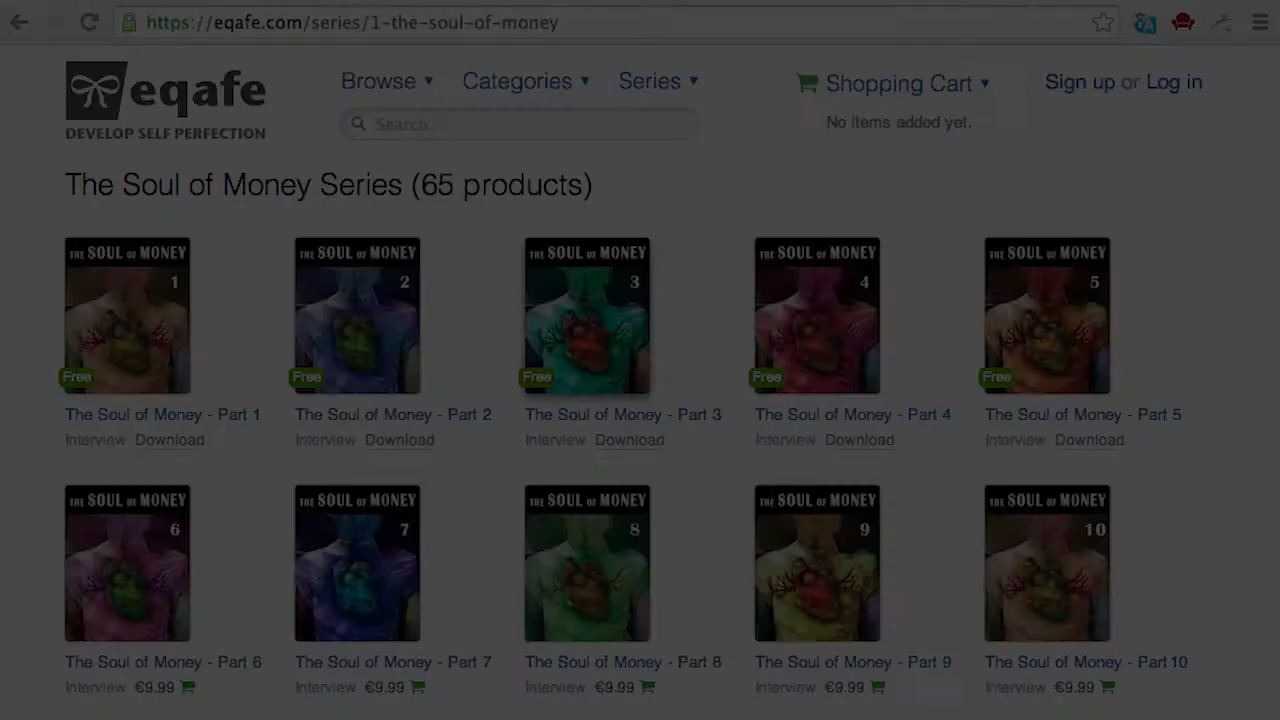 https://eqafe.com/series/1-the-soul-of-money
eqafe
DEVELOP SELF PERFECTION
Browse ▾ Categories ▾ Series ▾
Search...
Shopping Cart ▾
No items added yet.
Sign up or Log in
The Soul of Money Series (65 products)
THE SOUL OF MONEY THE SOUL OF MONEY THE SOUL OF MONEY THE SOUL OF MONEY THE SOUL OF MONEY
1 2 3 4 5
Free Free Free Free Free
The Soul of Money - Part 1 The Soul of Money - Part 2 The Soul of Money - Part 3 The Soul of Money - Part 4 The Soul of Money - Part 5
Interview Download Interview Download Interview Download Interview Download Interview Download
THE SOUL OF MONEY THE SOUL OF MONEY THE SOUL OF MONEY THE SOUL OF MONEY THE SOUL OF MONEY
6 7 8 9 10
The Soul of Money - Part 6 The Soul of Money - Part 7 The Soul of Money - Part 8 The Soul of Money - Part 9 The Soul of Money - Part 10
Interview €9.99 Interview €9.99 Interview €9.99 Interview €9.99 Interview €9.99